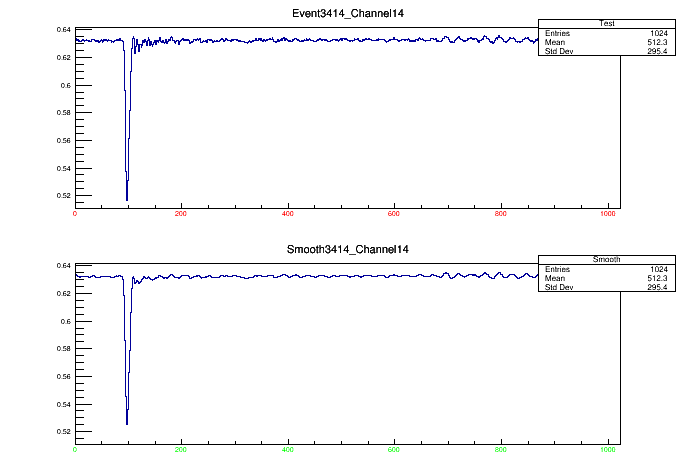 Event3414_Channel14
Test
Entries 1024
Mean 512.3
Std Dev 295.4
0.64
0.62
0.6
0.58
0.56
0.54
0.52
0 200 400 600 800 1000
Smooth3414_Channel14
Smooth
Entries 1024
Mean 512.3
Std Dev 295.4
0.64
0.62
0.6
0.58
0.56
0.54
0.52
0 200 400 600 800 1000